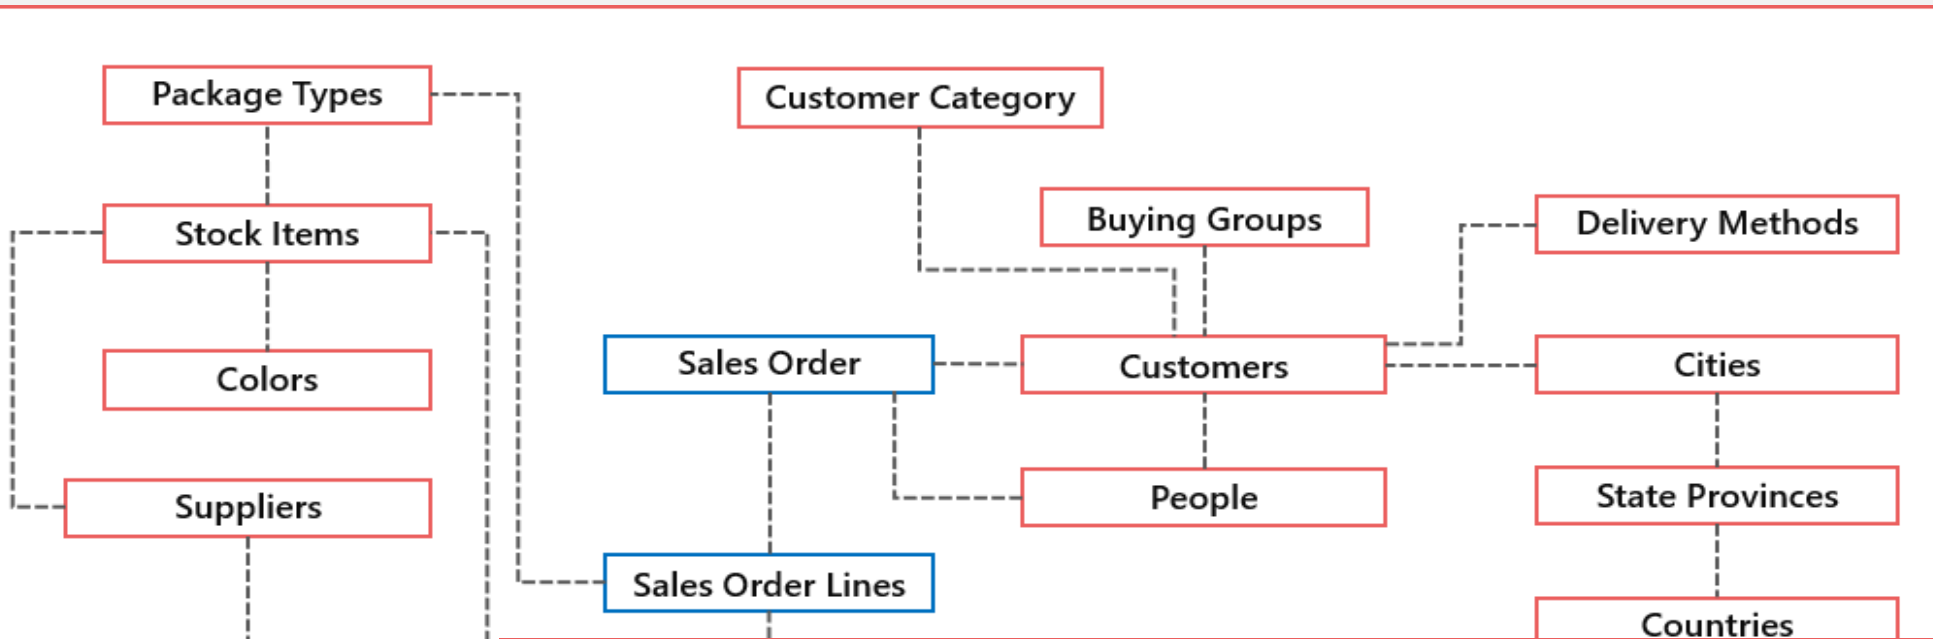 Package Types
Customer Category
Buying Groups
Delivery Methods
Stock Items
Sales Order
Customers
Cities
Colors
People
State Provinces
Suppliers
Sales Order Lines
Countries